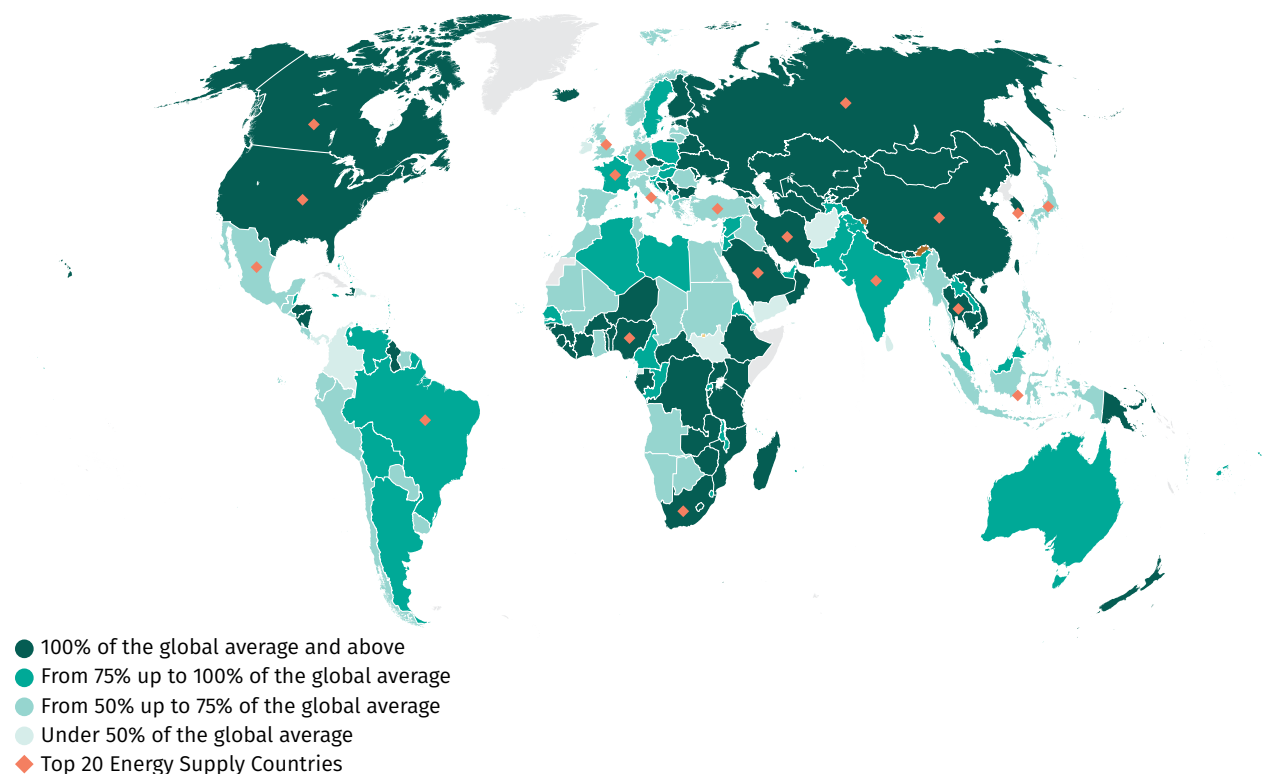 100% of the global average and above
From 75% up to 100% of the global average
From 50% up to 75% of the global average
Under 50% of the global average
Top 20 Energy Supply Countries